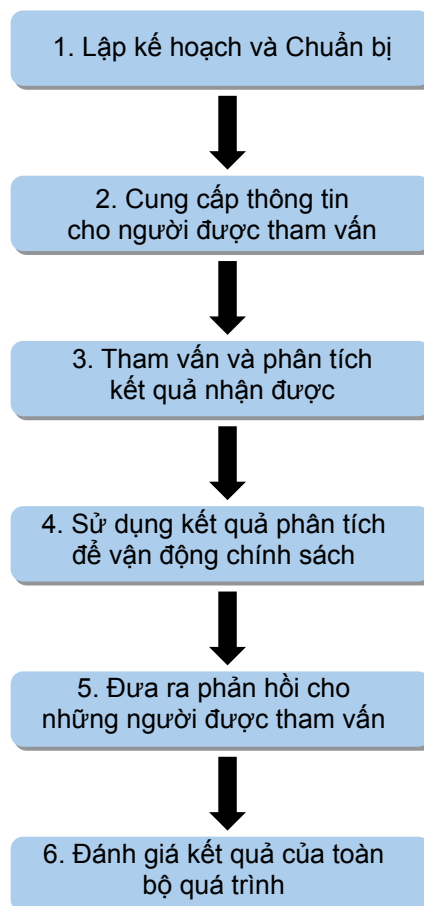 1. Lập kế hoạch và Chuẩn bị
2. Cung cấp thông tin
cho người được tham vấn
3. Tham vấn và phân tích
kết quả nhận được
4. Sử dụng kết quả phân tích
để vận động chính sách
5. Đưa ra phản hồi cho
những người được tham vấn
6. Đánh giá kết quả của toàn
bộ quá trình